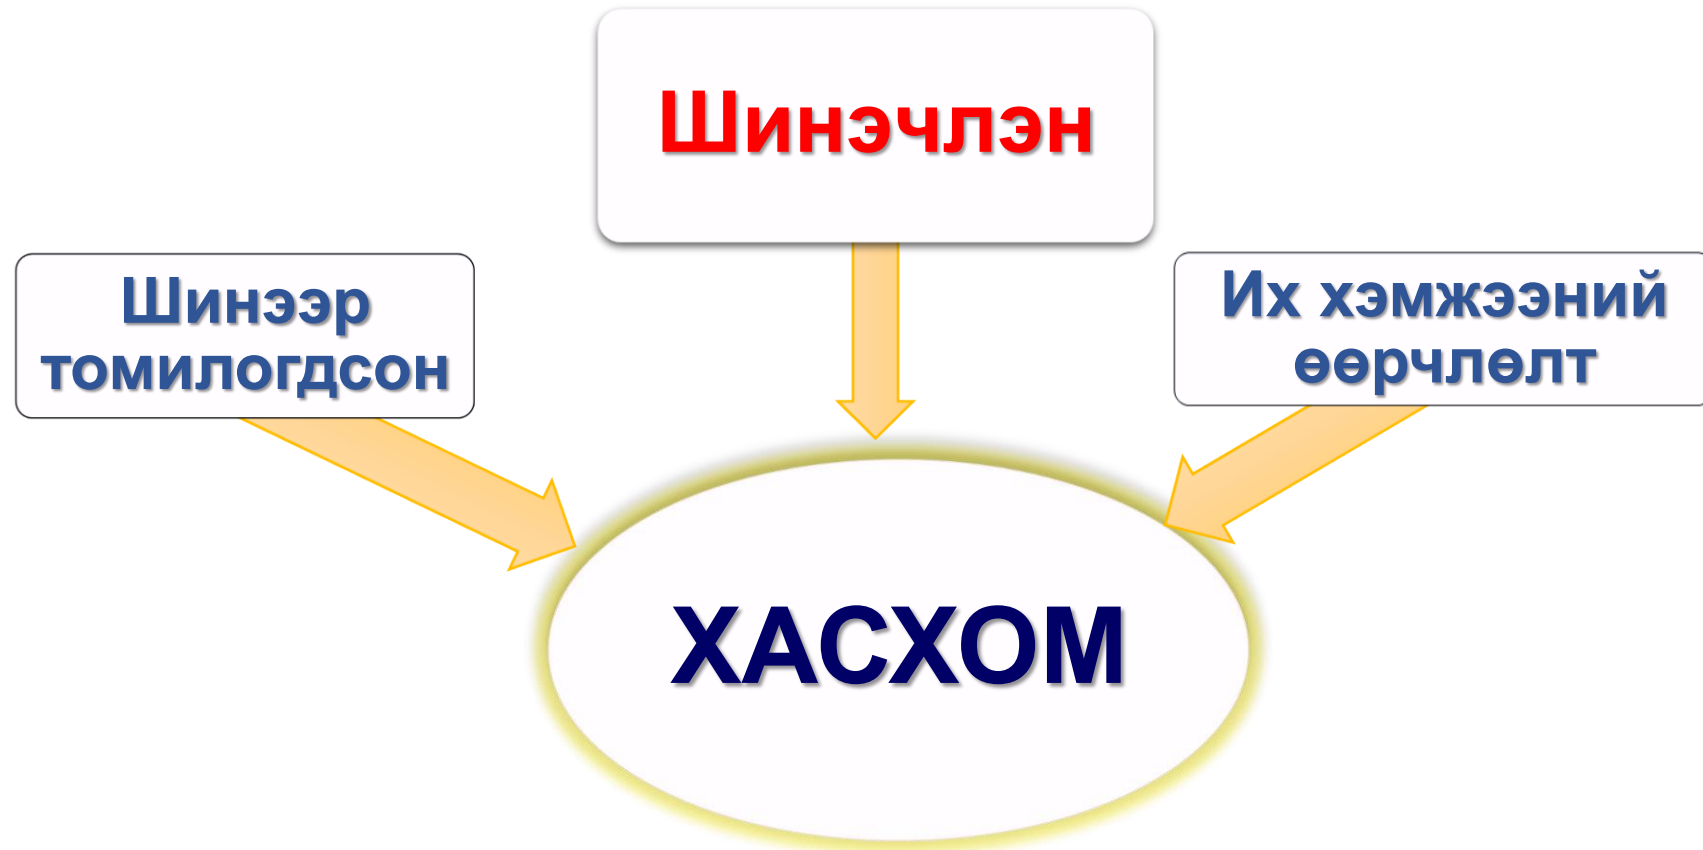 Шинэчлэн
Шинээр
томилогдсон
Их хэмжээний
өөрчлөлт
ХАСХОМ